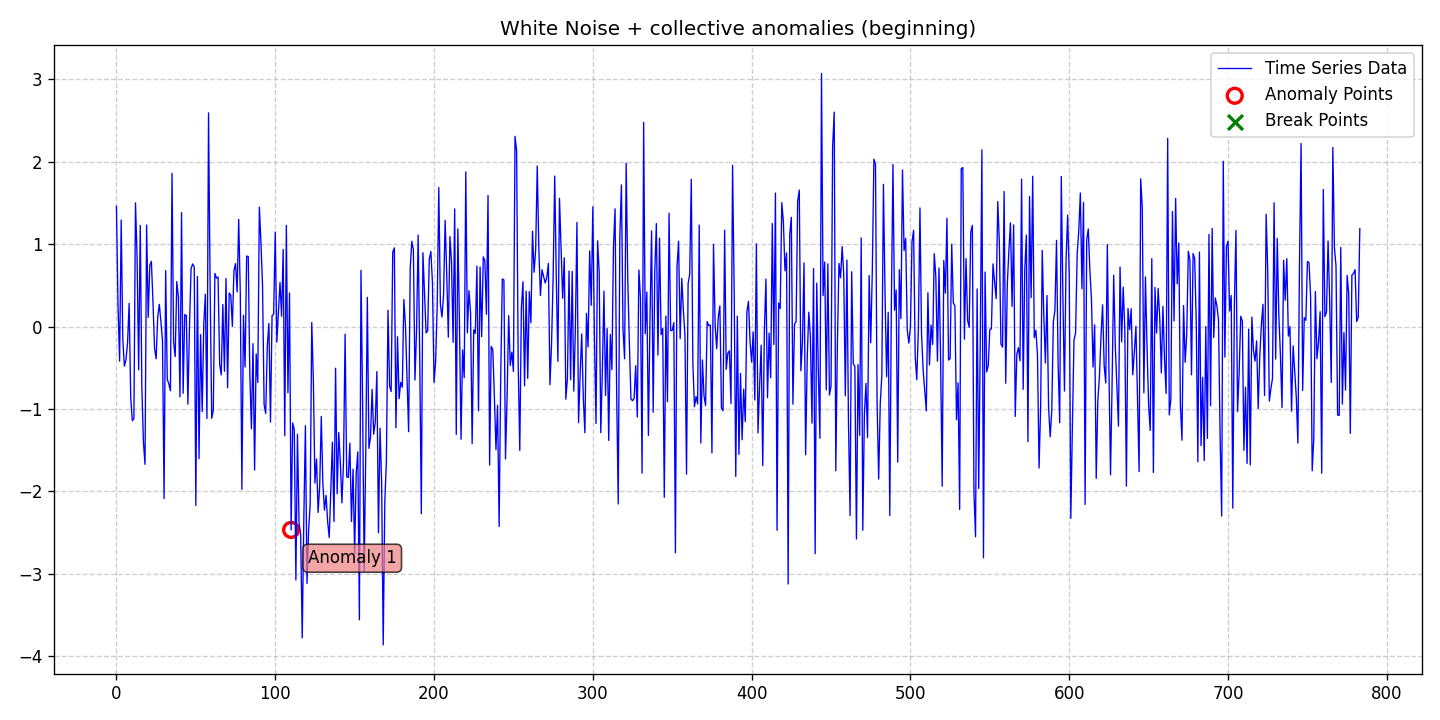 White Noise + collective anomalies (beginning)
Time Series Data
Anomaly Points
Break Points
3
2
1
0
−1
−2
−3
−4
Anomaly 1
0 100 200 300 400 500 600 700 800